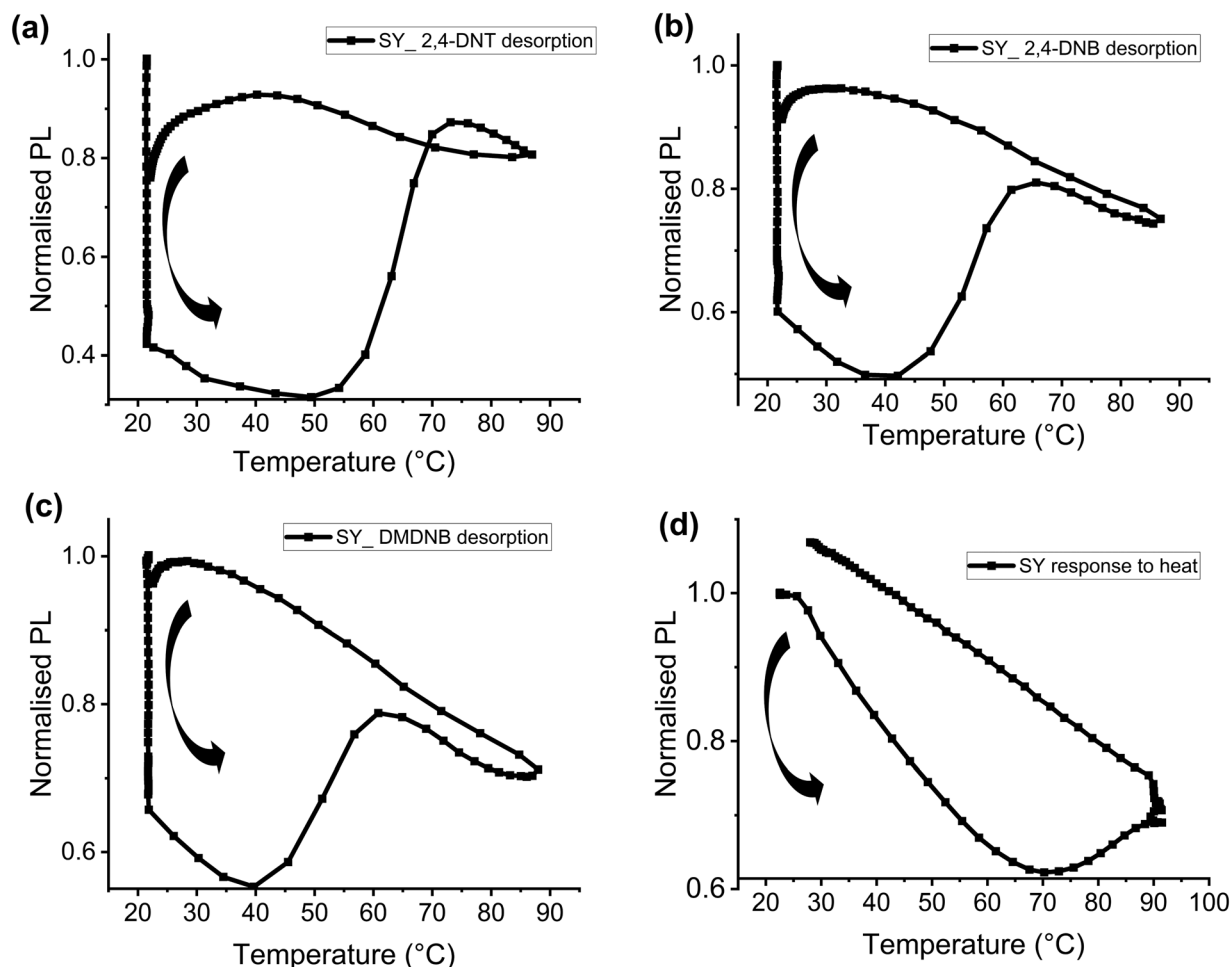 (a)
SY_ 2,4-DNT desorption
1.0
0.8
0.6
0.4
Normalised PL
20 30 40 50 60 70 80 90
Temperature (°C)
(b)
SY_ 2,4-DNB desorption
1.0
0.8
0.6
Normalised PL
20 30 40 50 60 70 80 90
Temperature (°C)
(c)
SY_ DMDNB desorption
1.0
0.8
0.6
Normalised PL
20 30 40 50 60 70 80 90
Temperature (°C)
(d)
SY response to heat
1.0
0.8
0.6
Normalised PL
20 30 40 50 60 70 80 90 100
Temperature (°C)